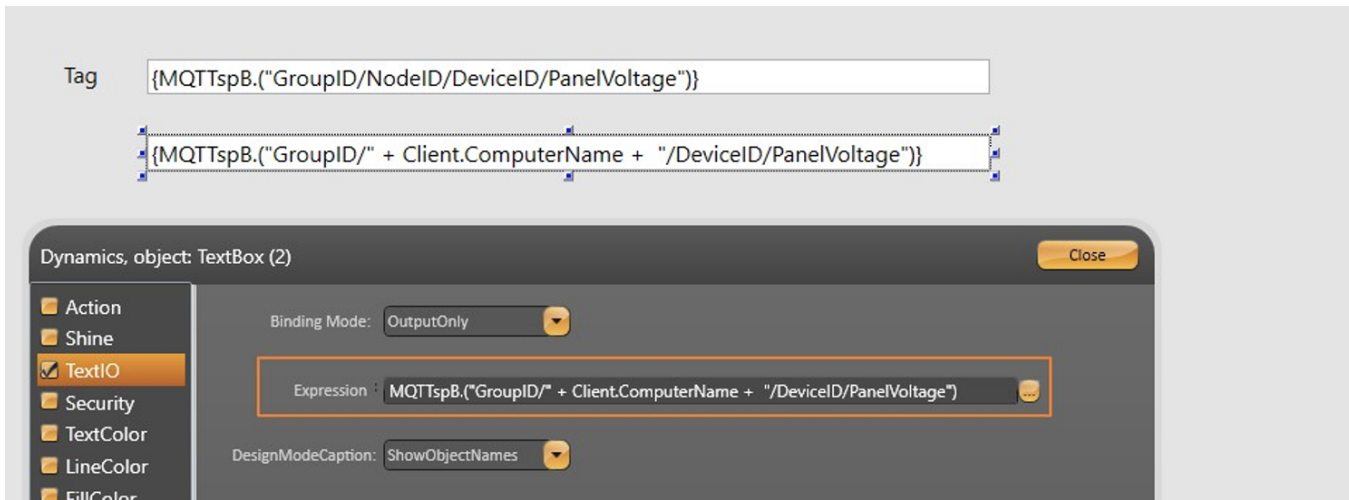 Tag {MQTTspB.("GroupID/NodeID/DeviceID/PanelVoltage")}
{MQTTspB.("GroupID/" + Client.ComputerName +  "/DeviceID/PanelVoltage")}
Dynamics, object: TextBox (2) Close
Action
Binding Mode: OutputOnly
Shine
TextIO
Expression : MQTTspB.("GroupID/" + Client.ComputerName +  "/DeviceID/PanelVoltage") ...
Security
TextColor
DesignModeCaption: ShowObjectNames
LineColor
FillColor